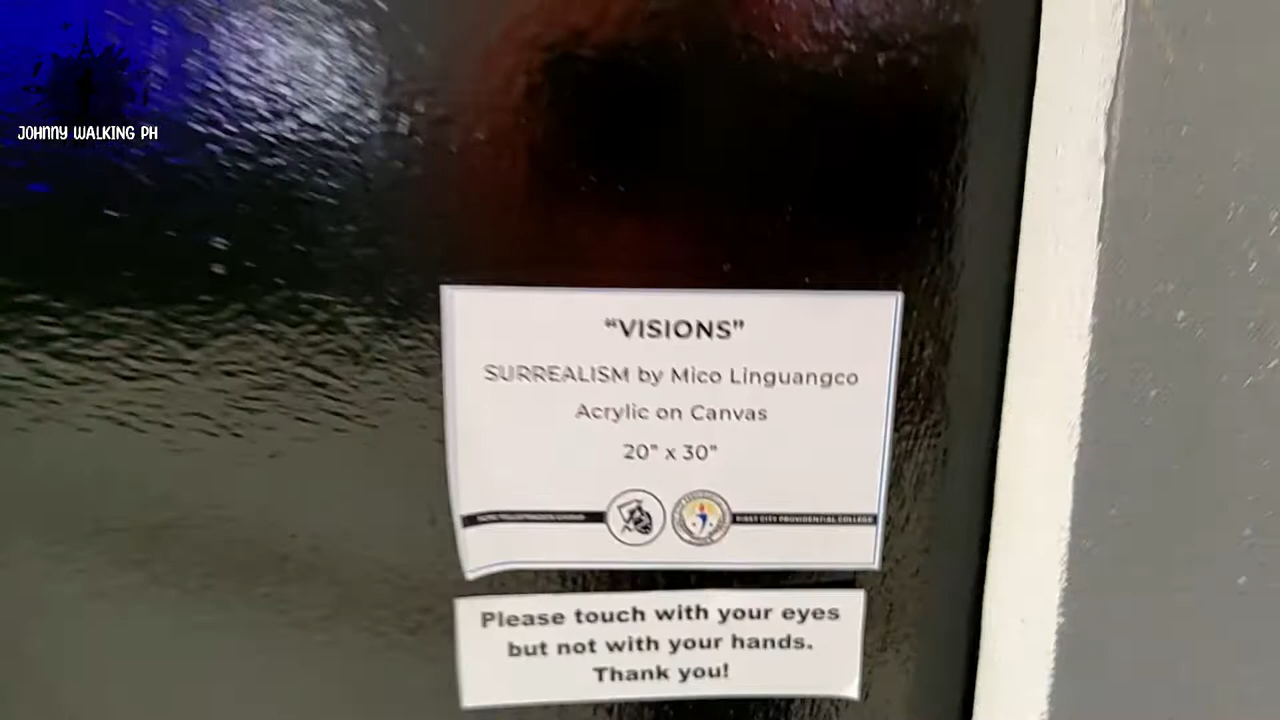 JOHNNY WALKING PH
“VISIONS”
SURREALISM by Mico Linguangco
Acrylic on Canvas
20" x 30"
FIRST CITY PROVIDENTIAL COLLEGE
Please touch with your eyes
but not with your hands.
Thank you!